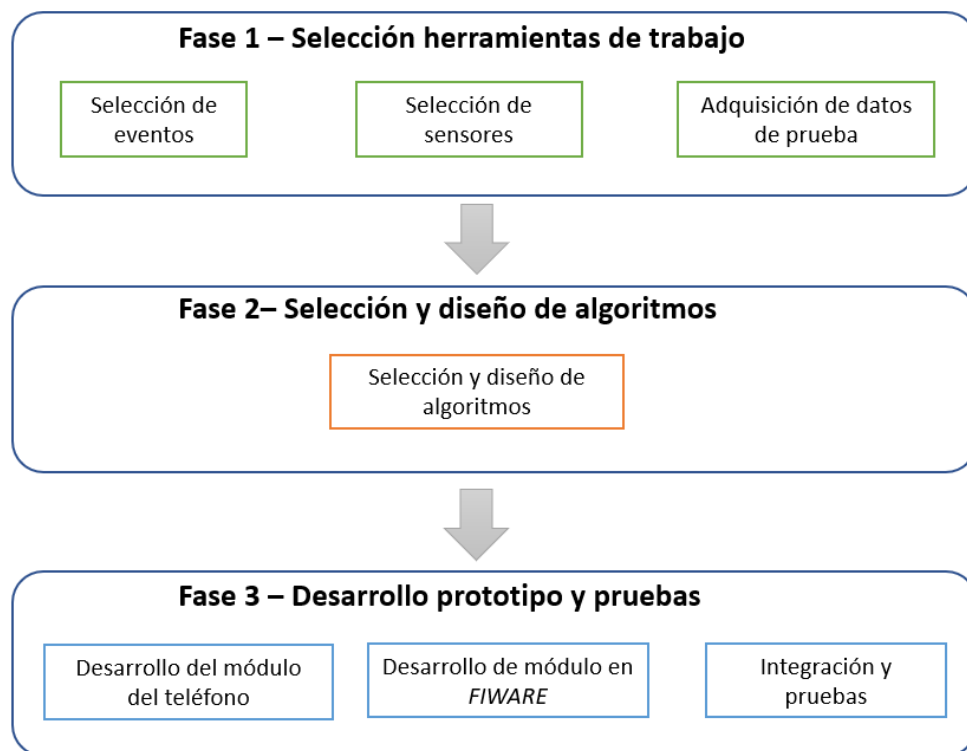 Fase 1 – Selección herramientas de trabajo
Selección de
eventos
Selección de
sensores
Adquisición de datos
de prueba
Fase 2– Selección y diseño de algoritmos
Selección y diseño de
algoritmos
Fase 3 – Desarrollo prototipo y pruebas
Desarrollo del módulo
del teléfono
Desarrollo de módulo en
FIWARE
Integración y
pruebas